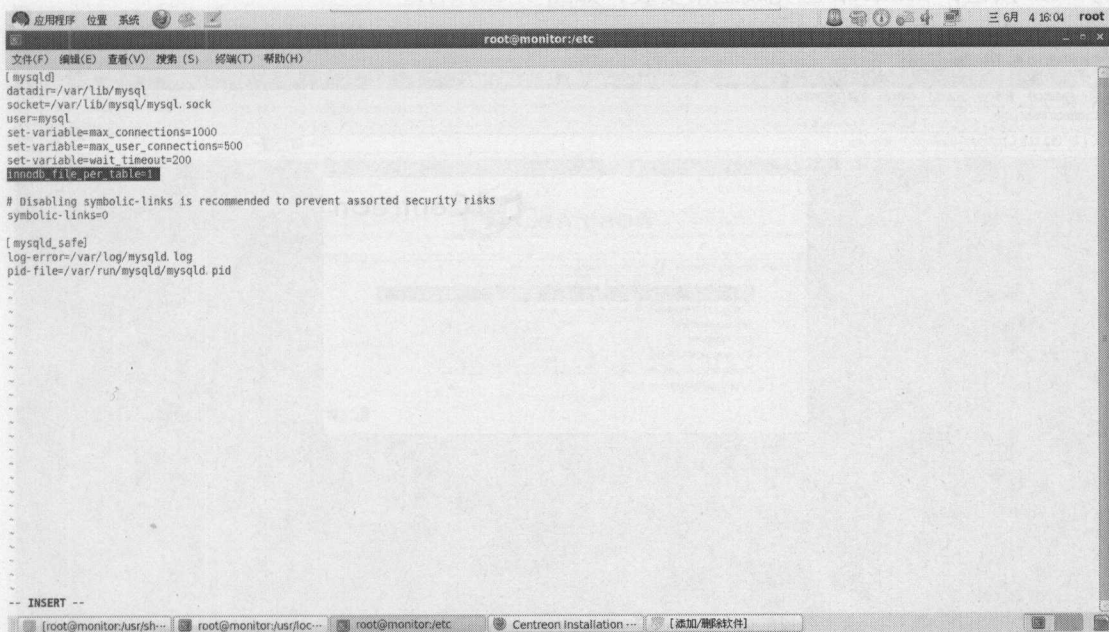 应用程序 位置 系统
三 6月 4 16:04 root
root@monitor:/etc
文件(F) 编辑(E) 查看(V) 搜索 (S) 终端(T) 帮助(H)
[mysqld]
datadir=/var/lib/mysql
socket=/var/lib/mysql/mysql.sock
user=mysql
set-variable=max_connections=1000
set-variable=max_user_connections=500
set-variable=wait_timeout=200
innodb_file_per_table=1
# Disabling symbolic-links is recommended to prevent assorted security risks
symbolic-links=0
[mysqld_safe]
log-error=/var/log/mysqld.log
pid-file=/var/run/mysqld/mysqld.pid
-- INSERT --
[root@monitor:/usr/sh··· root@monitor:/usr/loc··· root@monitor:/etc Centreon Installation ··· [添加/删除软件]